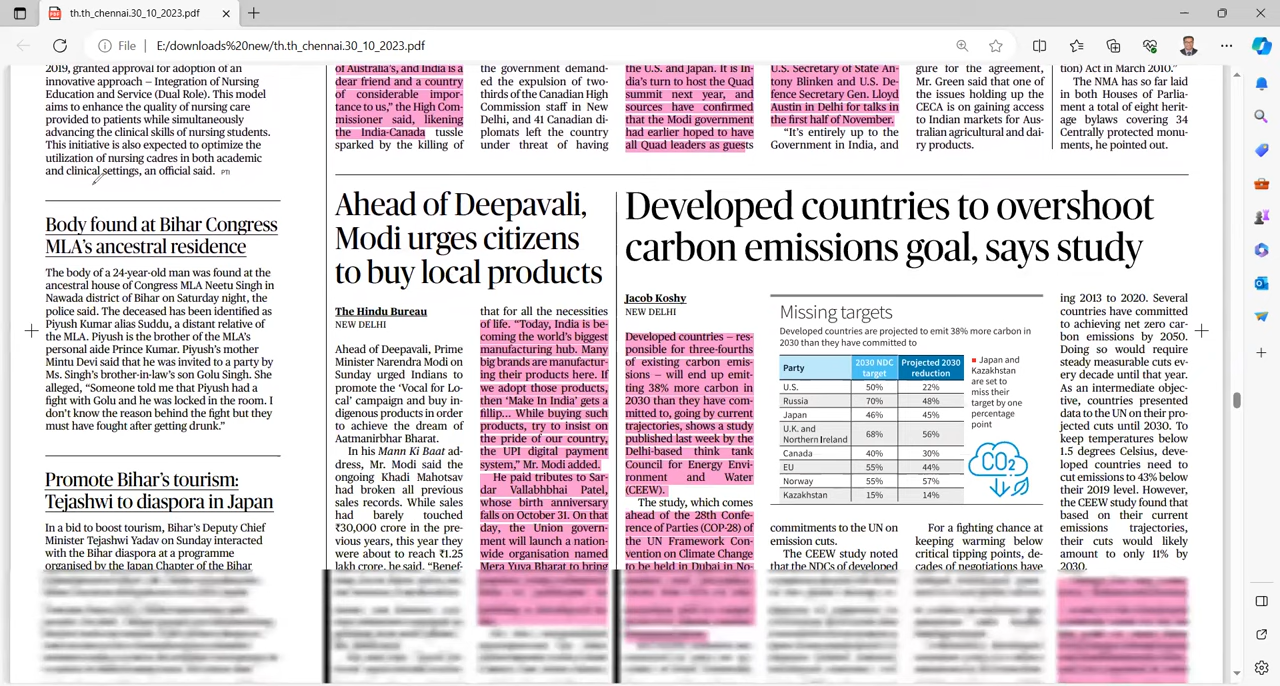 th.th_chennai.30_10_2023.pdf
File
E:/downloads%20new/th.th_chennai.30_10_2023.pdf
2019, granted approval for adoption of an
innovative approach – Integration of Nursing
Education and Service (Dual Role). This model
aims to enhance the quality of nursing care
provided to patients while simultaneously
advancing the clinical skills of nursing students.
This initiative is also expected to optimize the
utilization of nursing cadres in both academic
and clinical settings, an official said. PTI
Body found at Bihar Congress
MLA's ancestral residence
The body of a 24-year-old man was found at the
ancestral house of Congress MLA Neetu Singh in
Nawada district of Bihar on Saturday night, the
police said. The deceased has been identified as
Piyush Kumar alias Suddu, a distant relative of
the MLA. Piyush is the brother of the MLA's
personal aide Prince Kumar. Piyush's mother
Mintu Devi said that he was invited to a party by
Ms. Singh's brother-in-law's son Golu Singh. She
alleged, “Someone told me that Piyush had a
fight with Golu and he was locked in the room. I
don't know the reason behind the fight but they
must have fought after getting drunk.”
Promote Bihar's tourism:
Tejashwi to diaspora in Japan
In a bid to boost tourism, Bihar's Deputy Chief
Minister Tejashwi Yadav on Sunday interacted
with the Bihar diaspora at a programme
organised by the Japan Chapter of the Bihar
of Australia's, and India is a
dear friend and a country
of considerable impor-
tance to us,” the High Com-
missioner said, likening
the India-Canada tussle
sparked by the killing of
the government demand-
ed the expulsion of two-
thirds of the Canadian High
Commission staff in New
Delhi, and 41 Canadian di-
plomats left the country
under threat of having
the U.S. and Japan. It is In-
dia's turn to host the Quad
summit next year, and
sources have confirmed
that the Modi government
had earlier hoped to have
all Quad leaders as guests
U.S. Secretary of State An-
tony Blinken and U.S. De-
fence Secretary Gen. Lloyd
Austin in Delhi for talks in
the first half of November.
“It's entirely up to the
Government in India, and
gure for the agreement,
Mr. Green said that one of
the issues holding up the
CECA is on gaining access
to Indian markets for Aus-
tralian agricultural and dai-
ry products.
tion) Act in March 2010.”
The NMA has so far laid
in both Houses of Parlia-
ment a total of eight herit-
age bylaws covering 34
Centrally protected monu-
ments, he pointed out.
Ahead of Deepavali,
Modi urges citizens
to buy local products
The Hindu Bureau
NEW DELHI
Ahead of Deepavali, Prime
Minister Narendra Modi on
Sunday urged Indians to
promote the ‘Vocal for Lo-
cal’ campaign and buy in-
digenous products in order
to achieve the dream of
Aatmanirbhar Bharat.
In his Mann Ki Baat ad-
dress, Mr. Modi said the
ongoing Khadi Mahotsav
had broken all previous
sales records. While sales
had barely touched
₹30,000 crore in the pre-
vious years, this year they
were about to reach ₹1.25
lakh crore, he said. “Benef-
that for all the necessities
of life. “Today, India is be-
coming the world's biggest
manufacturing hub. Many
big brands are manufactur-
ing their products here. If
we adopt those products,
then ‘Make in India’ gets a
fillip... While buying such
products, try to insist on
the pride of our country,
the UPI digital payment
system,” Mr. Modi added.
He paid tributes to Sar-
dar Vallabhbhai Patel,
whose birth anniversary
falls on October 31. On that
day, the Union govern-
ment will launch a nation-
wide organisation named
Mera Yuva Bharat to bring
Developed countries to overshoot
carbon emissions goal, says study
Jacob Koshy
NEW DELHI
Developed countries – res-
ponsible for three-fourths
of existing carbon emis-
sions – will end up emit-
ting 38% more carbon in
2030 than they have com-
mitted to, going by current
trajectories, shows a study
published last week by the
Delhi-based think tank
Council for Energy Envi-
ronment and Water
(CEEW).
The study, which comes
ahead of the 28th Confe-
rence of Parties (COP-28) of
the UN Framework Con-
vention on Climate Change
to be held in Dubai in No-
Missing targets
Developed countries are projected to emit 38% more carbon in
2030 than they have committed to
Party 2030 NDC target Projected 2030 reduction
U.S. 50% 22%
Russia 70% 48%
Japan 46% 45%
U.K. and Northern Ireland 68% 56%
Canada 40% 30%
EU 55% 44%
Norway 55% 57%
Kazakhstan 15% 14%
Japan and
Kazakhstan
are set to
miss their
target by one
percentage
point
CO2
commitments to the UN on
emission cuts.
The CEEW study noted
that the NDCs of developed
For a fighting chance at
keeping warming below
critical tipping points, de-
cades of negotiations have
ing 2013 to 2020. Several
countries have committed
to achieving net zero car-
bon emissions by 2050.
Doing so would require
steady measurable cuts ev-
ery decade until that year.
As an intermediate objec-
tive, countries presented
data to the UN on their pro-
jected cuts until 2030. To
keep temperatures below
1.5 degrees Celsius, deve-
loped countries need to
cut emissions to 43% below
their 2019 level. However,
the CEEW study found that
based on their current
emissions trajectories,
their cuts would likely
amount to only 11% by
2030.